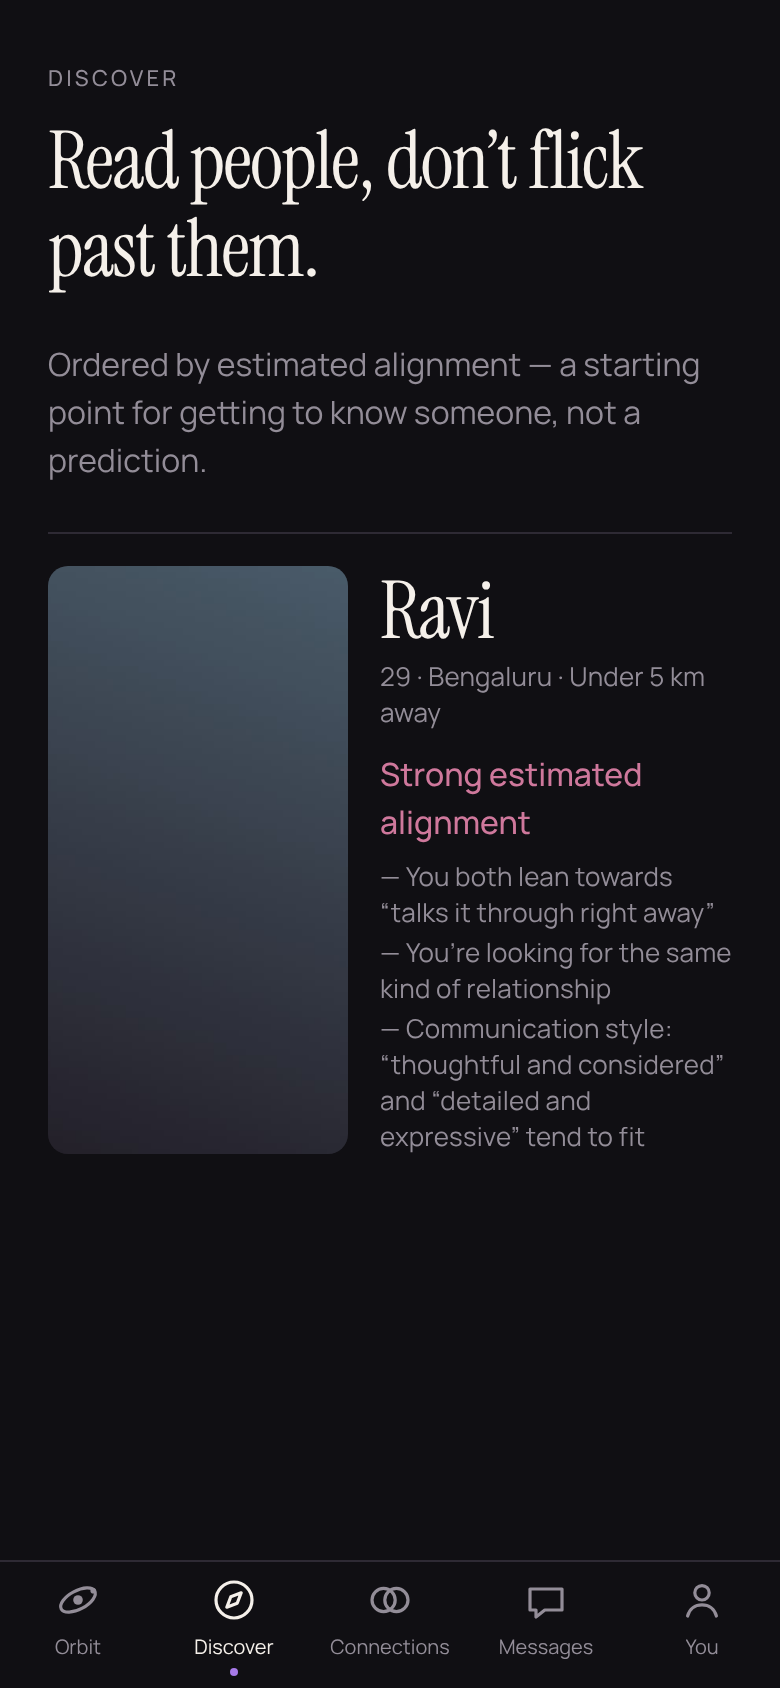 DISCOVER
Read people, don’t flick
past them.
Ordered by estimated alignment — a starting
point for getting to know someone, not a
prediction.
Ravi
29 · Bengaluru · Under 5 km
away
Strong estimated
alignment
— You both lean towards
“talks it through right away”
— You’re looking for the same
kind of relationship
— Communication style:
“thoughtful and considered”
and “detailed and
expressive” tend to fit
Orbit
Discover
Connections
Messages
You